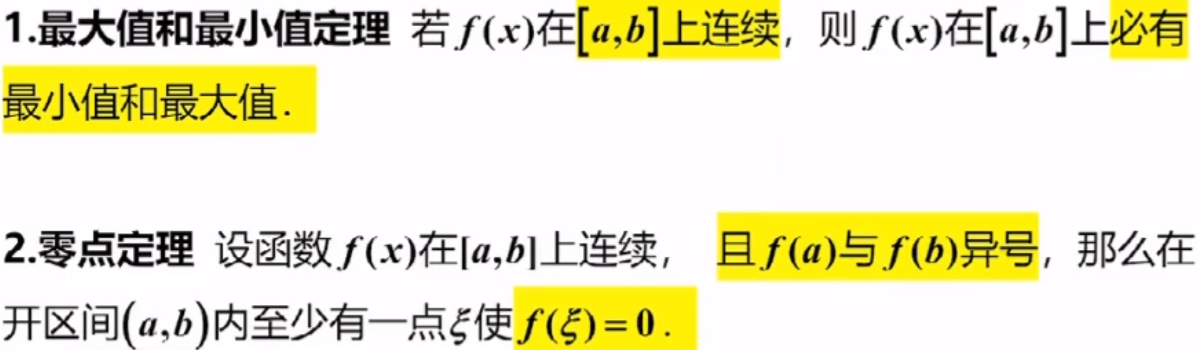 1.最大值和最小值定理 若 f(x)在[a,b]上连续，则 f(x)在[a,b]上必有
最小值和最大值.
2.零点定理 设函数 f(x)在[a,b]上连续， 且 f(a)与 f(b)异号，那么在
开区间(a,b)内至少有一点ξ使 f(ξ)=0.